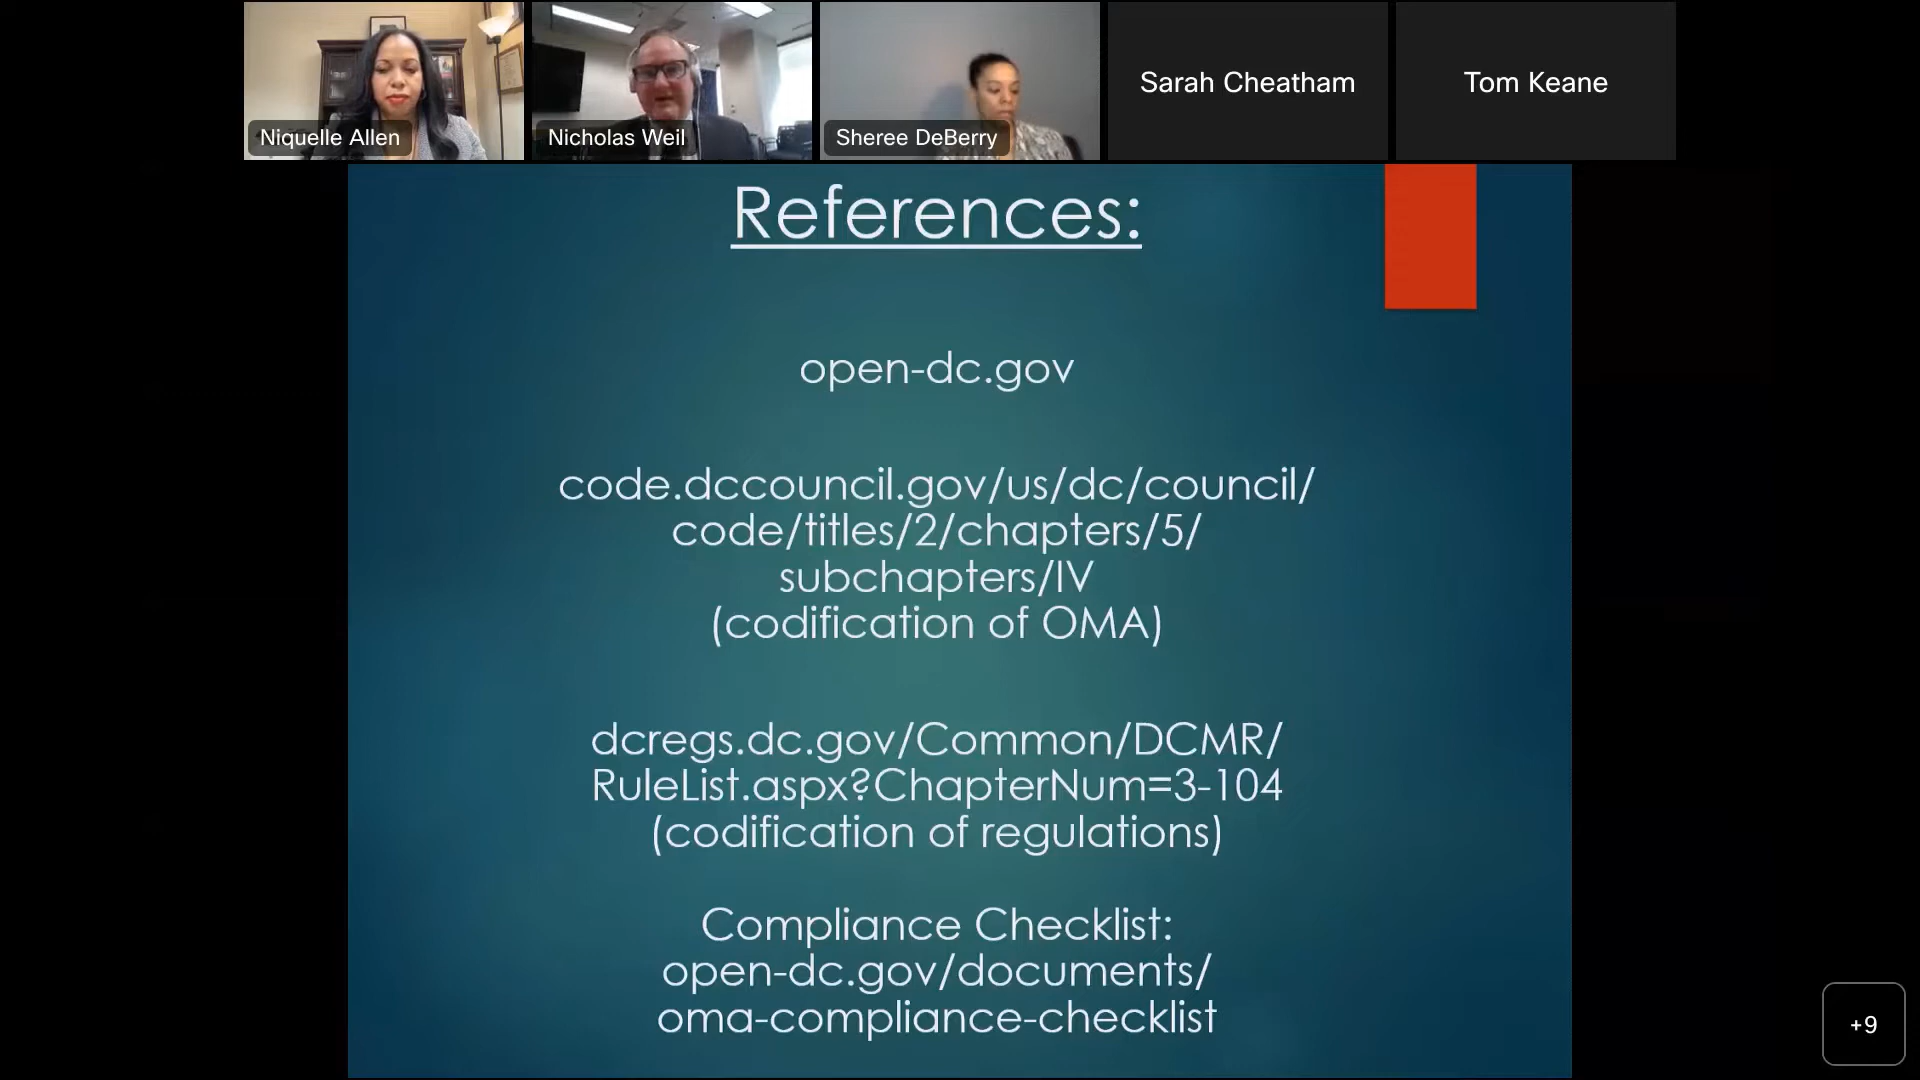 Niquelle Allen
Nicholas Weil
Sheree DeBerry
Sarah Cheatham
Tom Keane
References:
open-dc.gov
code.dccouncil.gov/us/dc/council/
code/titles/2/chapters/5/
subchapters/IV
(codification of OMA)
dcregs.dc.gov/Common/DCMR/
RuleList.aspx?ChapterNum=3-104
(codification of regulations)
Compliance Checklist:
open-dc.gov/documents/
oma-compliance-checklist
+9